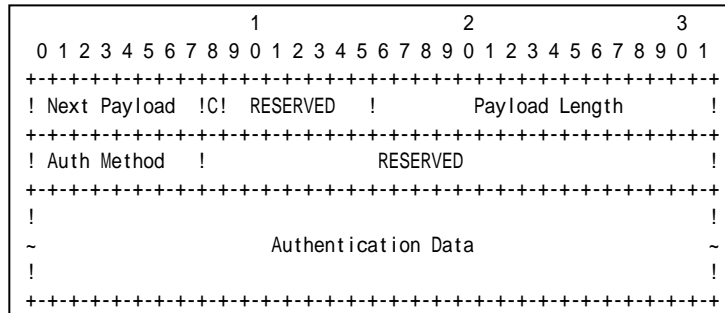 1                   2                   3
 0 1 2 3 4 5 6 7 8 9 0 1 2 3 4 5 6 7 8 9 0 1 2 3 4 5 6 7 8 9 0 1
+-+-+-+-+-+-+-+-+-+-+-+-+-+-+-+-+-+-+-+-+-+-+-+-+-+-+-+-+-+-+-+-+
! Next Payload  !C!  RESERVED   !         Payload Length        !
+-+-+-+-+-+-+-+-+-+-+-+-+-+-+-+-+-+-+-+-+-+-+-+-+-+-+-+-+-+-+-+-+
! Auth Method   !                RESERVED                       !
+-+-+-+-+-+-+-+-+-+-+-+-+-+-+-+-+-+-+-+-+-+-+-+-+-+-+-+-+-+-+-+-+
!                                                               !
~                      Authentication Data                      ~
!                                                               !
+-+-+-+-+-+-+-+-+-+-+-+-+-+-+-+-+-+-+-+-+-+-+-+-+-+-+-+-+-+-+-+-+